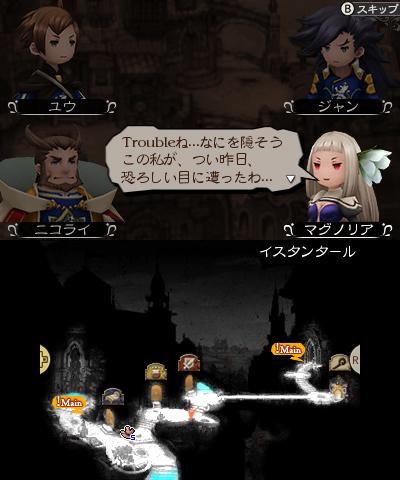 Ⓑスキップ
ユウ
ジャン
Troubleね…なにを隠そう
この私が、つい昨日、
恐ろしい目に遭ったわ…
ニコライ
マグノリア
イスタンタール
!Main
R
!Main
S